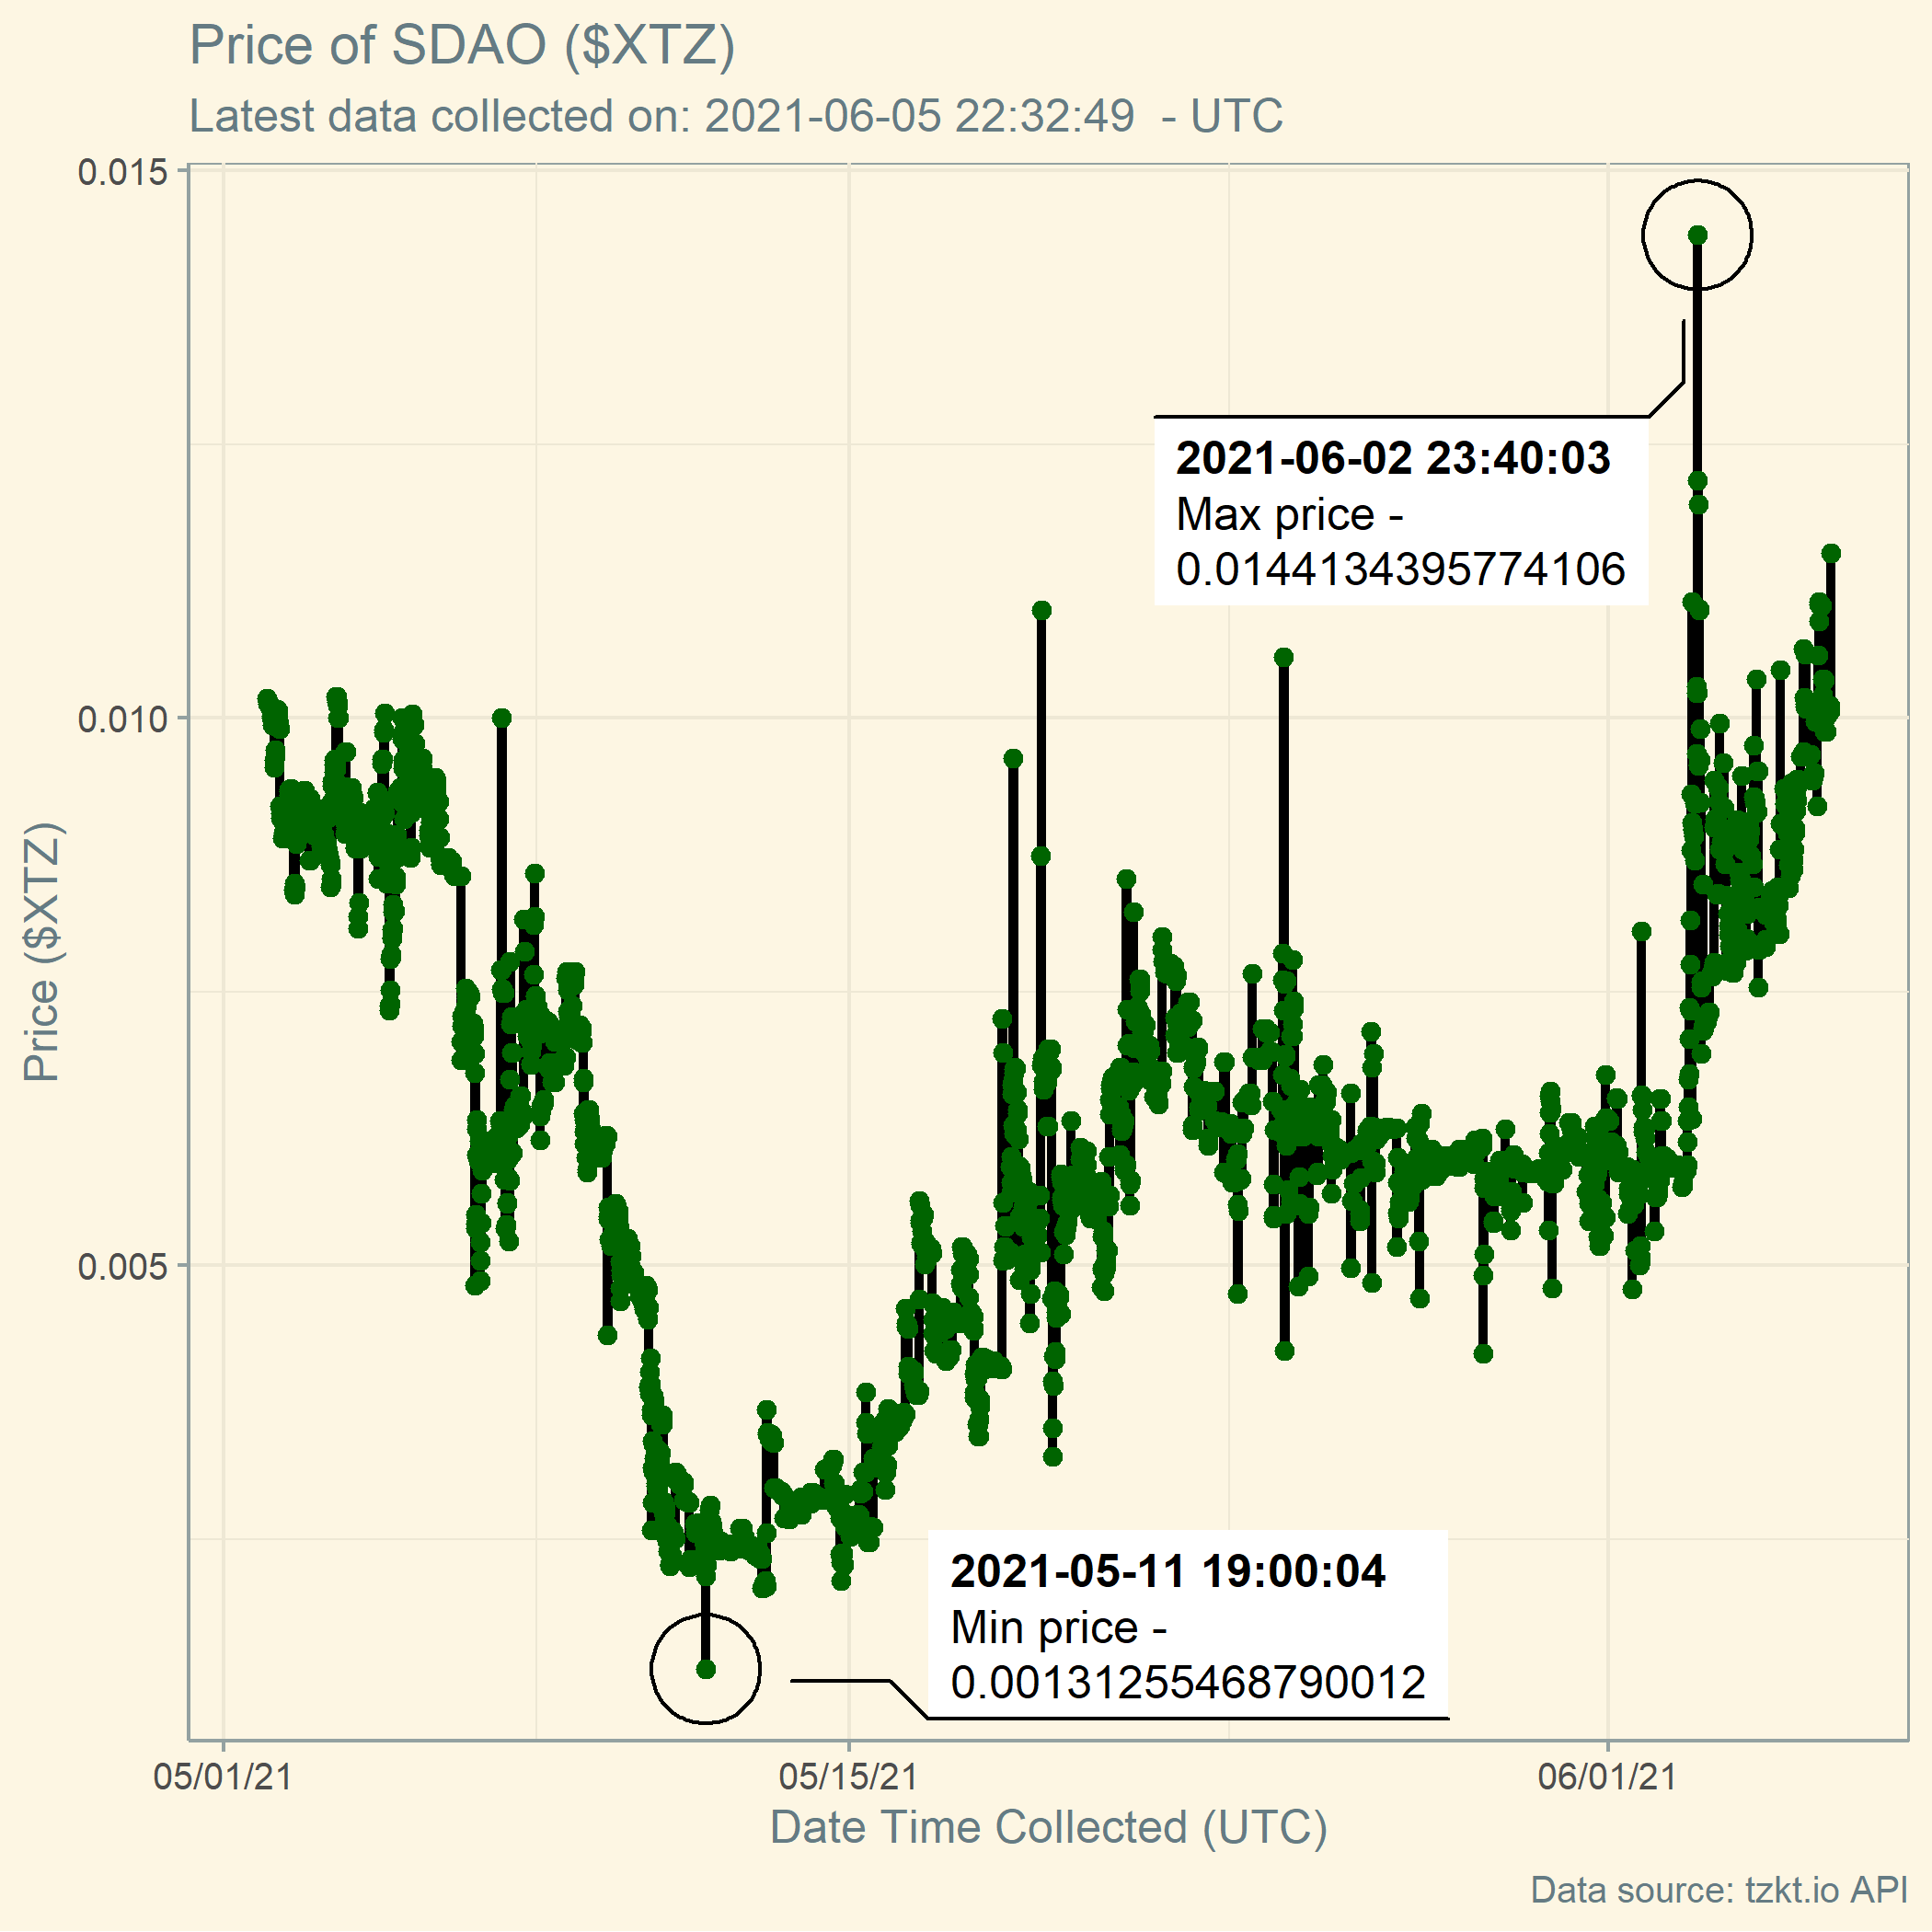 Price of SDAO ($XTZ)
Latest data collected on: 2021-06-05 22:32:49  - UTC
0.015
2021-06-02 23:40:03
Max price -
0.0144134395774106
0.010
Price ($XTZ)
0.005
2021-05-11 19:00:04
Min price -
0.00131255468790012
05/01/21
05/15/21
06/01/21
Date Time Collected (UTC)
Data source: tzkt.io API